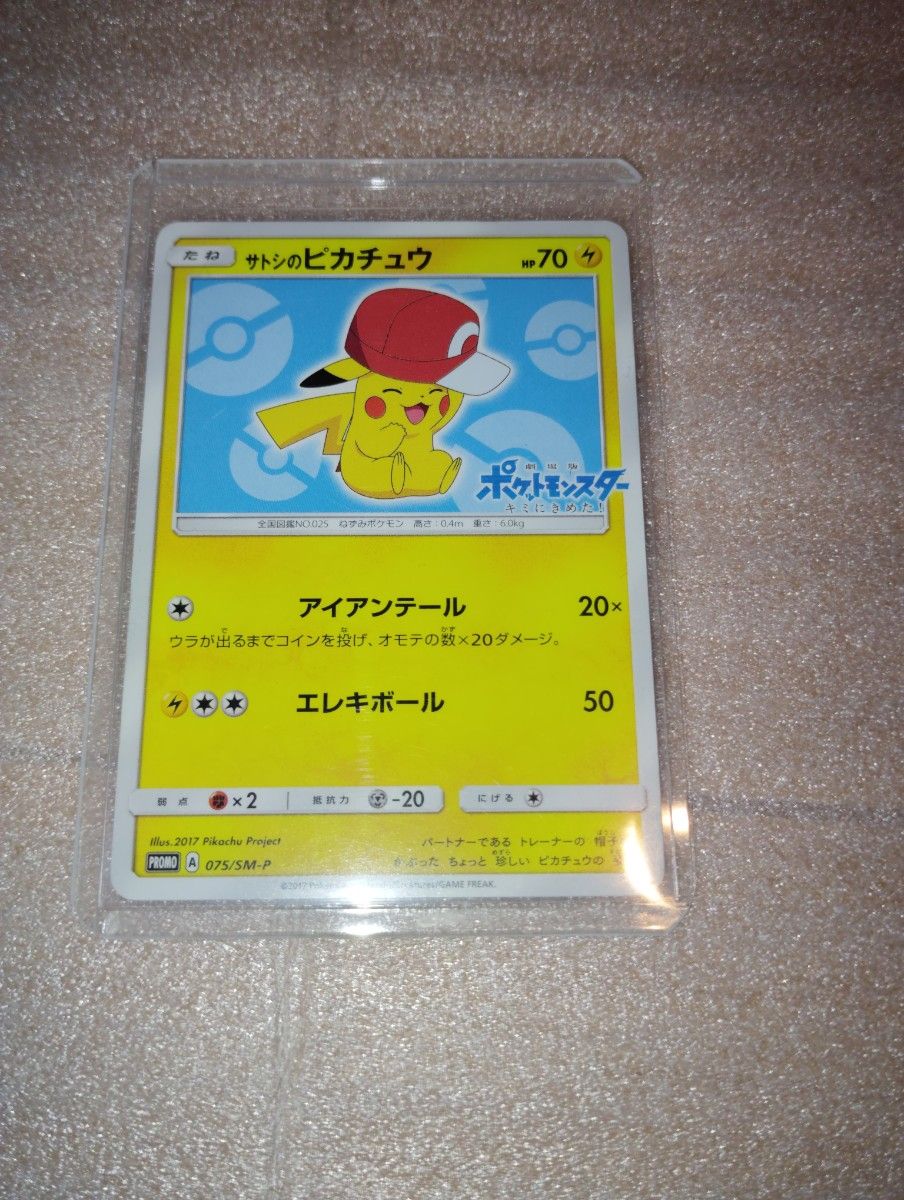 たね サトシのピカチュウ HP70
劇場版
ポケットモンスター
キミにきめた!
全国図鑑NO.025 ねずみポケモン 高さ:0.4m 重さ:6.0kg
アイアンテール 20×
ウラが出るまでコインを投げ、オモテの数×20ダメージ。
エレキボール 50
弱点 ×2 抵抗力 -20 にげる
Illus.2017 Pikachu Project
パートナーである トレーナーの 帽子
かぶった ちょっと 珍しい ピカチュウの
PROMO A 075/SM-P
©2017 GAME FREAK.